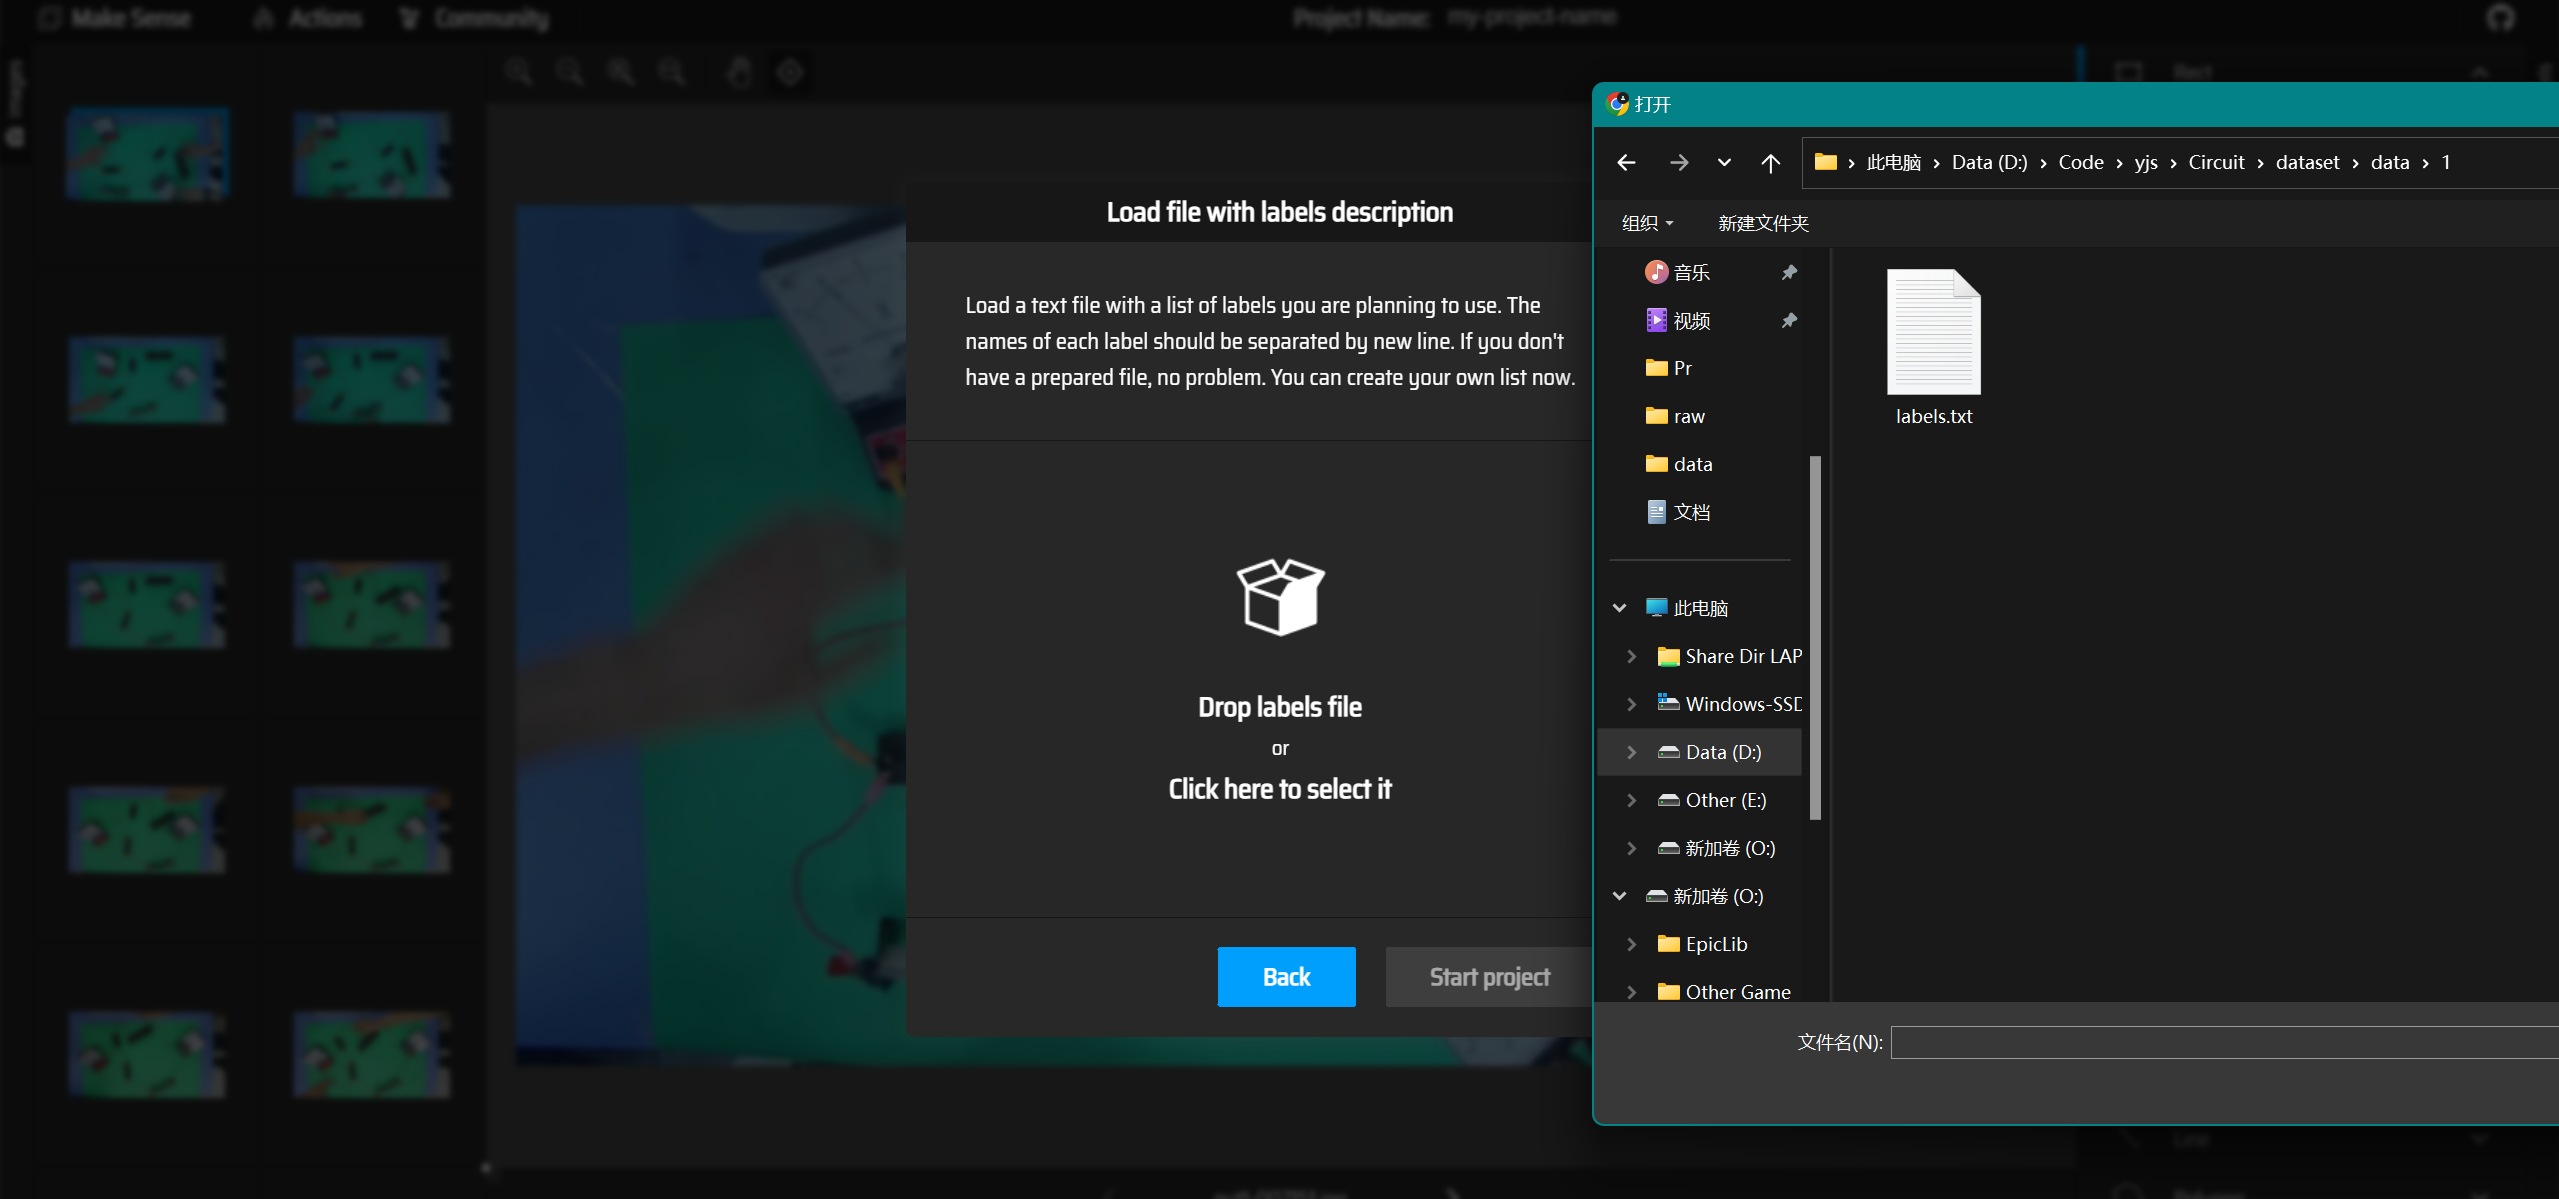 Make Sense
Actions
Community
Project Name: my-project-name
Images
Rect
Load file with labels description
Load a text file with a list of labels you are planning to use. The
names of each label should be separated by new line. If you don't
have a prepared file, no problem. You can create your own list now.
Drop labels file
or
Click here to select it
Back
Start project
打开
此电脑 › Data (D:) › Code › yjs › Circuit › dataset › data › 1
组织
新建文件夹
音乐
视频
Pr
raw
data
文档
此电脑
Share Dir LAP
Windows-SSD
Data (D:)
Other (E:)
新加卷 (O:)
新加卷 (O:)
EpicLib
Other Game
labels.txt
文件名(N):
Line